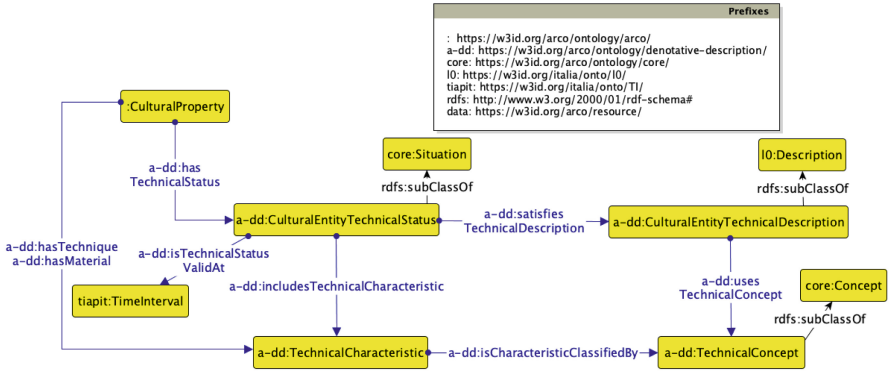 Prefixes
: https://w3id.org/arco/ontology/arco/
a-dd: https://w3id.org/arco/ontology/denotative-description/
core: https://w3id.org/arco/ontology/core/
l0: https://w3id.org/italia/onto/l0/
tiapit: https://w3id.org/italia/onto/TI/
rdfs: http://www.w3.org/2000/01/rdf-schema#
data: https://w3id.org/arco/resource/
:CulturalProperty
a-dd:has
TechnicalStatus
core:Situation
rdfs:subClassOf
l0:Description
rdfs:subClassOf
a-dd:CulturalEntityTechnicalStatus
a-dd:satisfies
TechnicalDescription
a-dd:CulturalEntityTechnicalDescription
a-dd:hasTechnique
a-dd:hasMaterial
a-dd:isTechnicalStatus
ValidAt
tiapit:TimeInterval
a-dd:includesTechnicalCharacteristic
a-dd:uses
TechnicalConcept
core:Concept
rdfs:subClassOf
a-dd:TechnicalCharacteristic
a-dd:isCharacteristicClassifiedBy
a-dd:TechnicalConcept